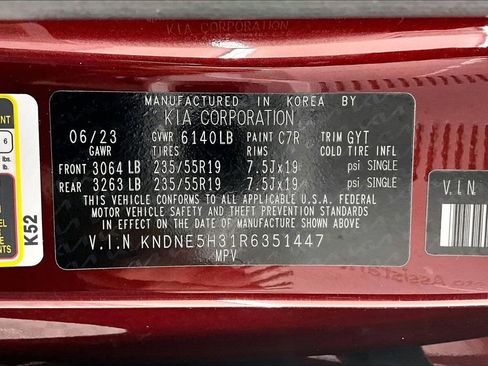 MANUFACTURED IN KOREA BY
KIA CORPORATION
06/23 GVWR 6140LB PAINT C7R TRIM GYT
GAWR TIRES RIMS COLD TIRE INFL
FRONT 3064 LB 235/55R19 7.5Jx19 psi SINGLE
REAR 3263 LB 235/55R19 7.5Jx19 psi SINGLE
THIS VEHICLE CONFORMS TO ALL APPLICABLE U.S.A. FEDERAL
MOTOR VEHICLE SAFETY AND THEFT PREVENTION STANDARDS
IN EFFECT ON THE DATE OF MANUFACTURE SHOWN ABOVE
V.I.N KNDNE5H31R6351447
MPV
K52
V.I.N.